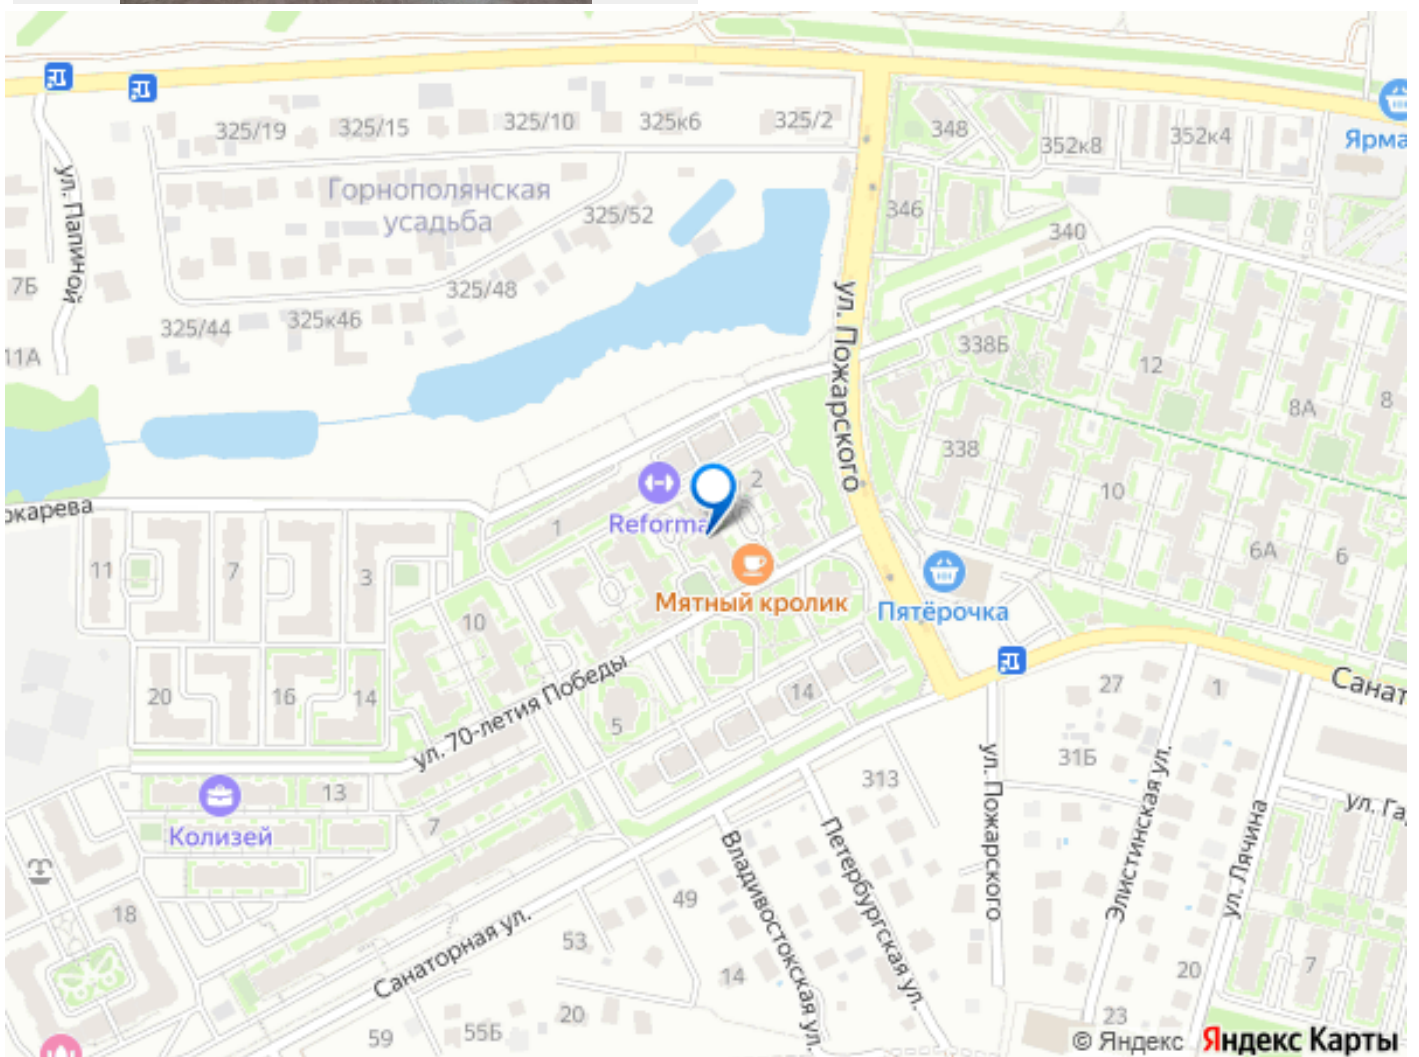 325/19
325/15
325/10
325к6
325/2
348
352к8
352к4
Ярма
ул. Папиной
Горнополянская
усадьба
325/52
346
340
7Б
325/48
325к46
325/44
11А
ул. Пожарского
338Б
12
8А
8
338
10
окарева
Reforma
2
1
11
7
3
Мятный кролик
Пятёрочка
6А
6
10
20
16
14
5
14
ул. 70-летия Победы
27
1
Санат
31Б
313
13
7
Колизей
ул. Пожарского
Элистинская ул.
ул. Лячина
ул. Га
Владивостокская ул.
Петербургская ул.
18
49
53
Санаторная ул.
14
20
7
59
55Б
20
23
© Яндекс Яндекс Карты